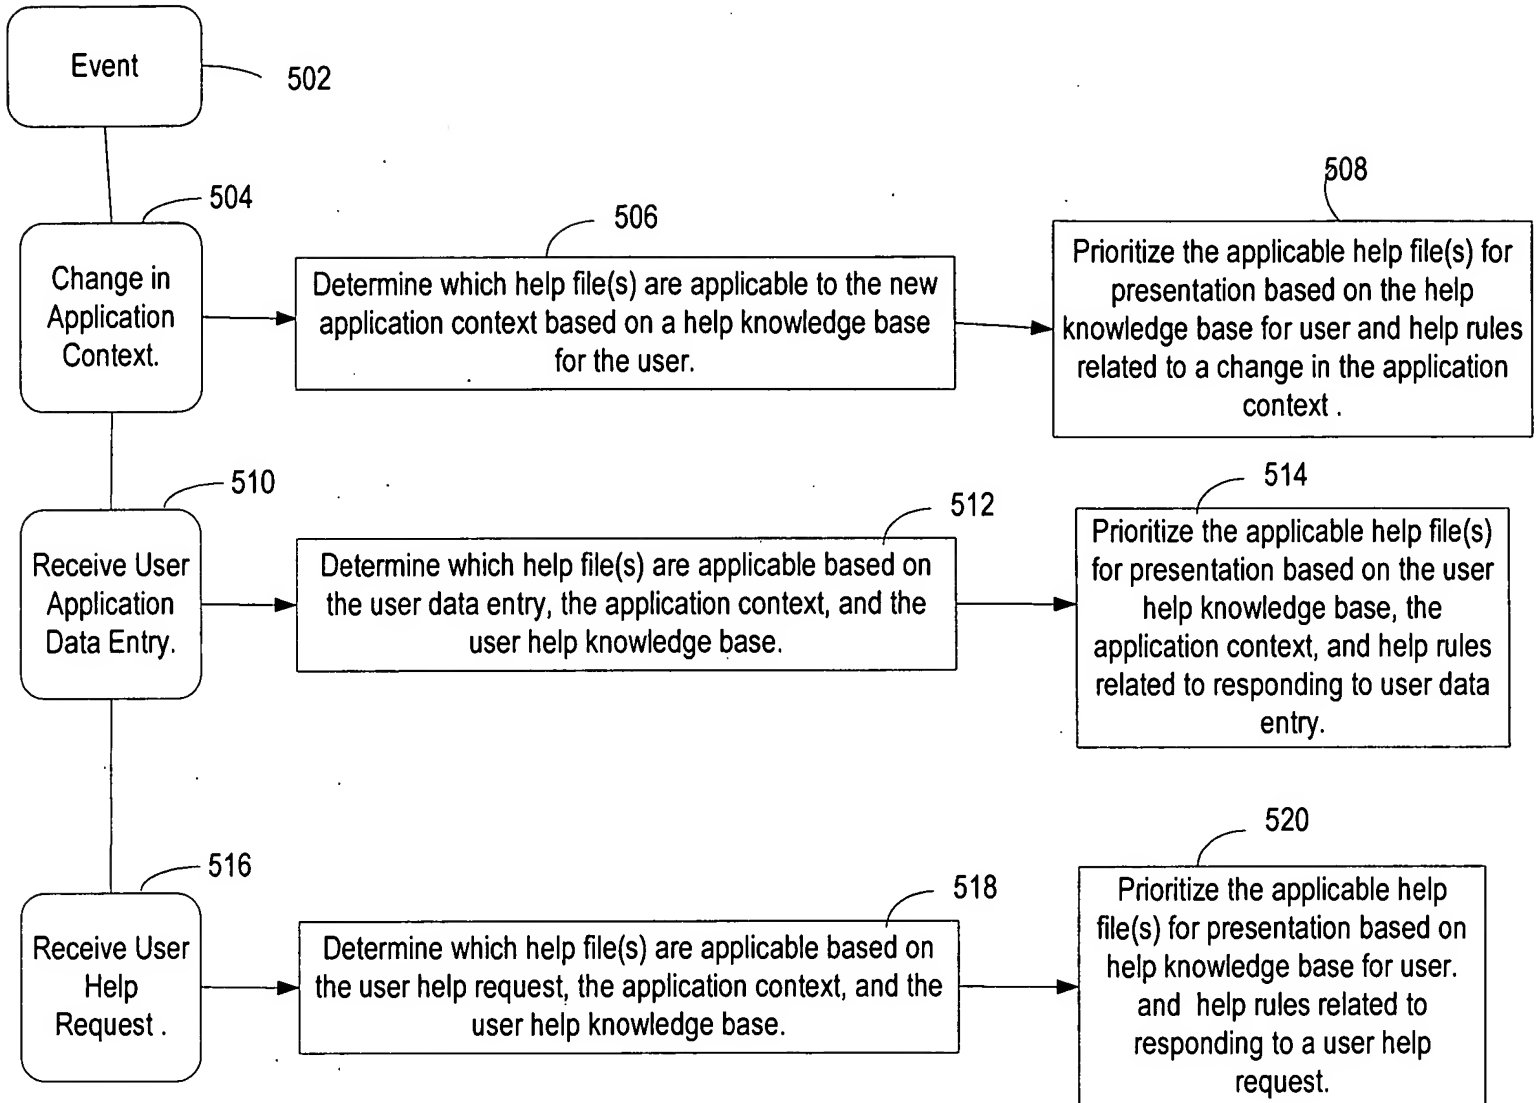 Event
502
504
Change in
Application
Context.
506
Determine which help file(s) are applicable to the new
application context based on a help knowledge base
for the user.
508
Prioritize the applicable help file(s) for
presentation based on the help
knowledge base for user and help rules
related to a change in the application
context .
510
Receive User
Application
Data Entry.
512
Determine which help file(s) are applicable based on
the user data entry, the application context, and the
user help knowledge base.
514
Prioritize the applicable help file(s)
for presentation based on the user
help knowledge base, the
application context, and help rules
related to responding to user data
entry.
516
Receive User
Help
Request .
518
Determine which help file(s) are applicable based on
the user help request, the application context, and the
user help knowledge base.
520
Prioritize the applicable help
file(s) for presentation based on
help knowledge base for user.
and help rules related to
responding to a user help
request.